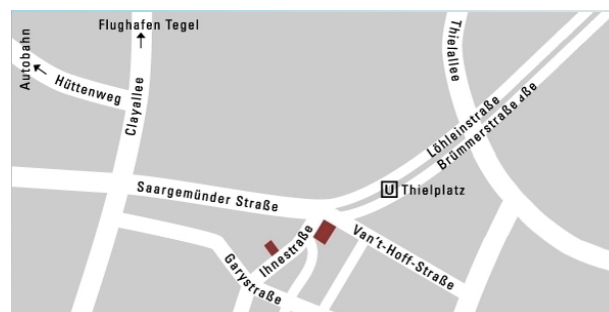 Flughafen Tegel
Autobahn
Hüttenweg
Clayallee
Thielallee
Löhleinstraße
Brümmerstraße
U Thielplatz
Saargemünder Straße
Van't-Hoff-Straße
Ihnestraße
Garystraße